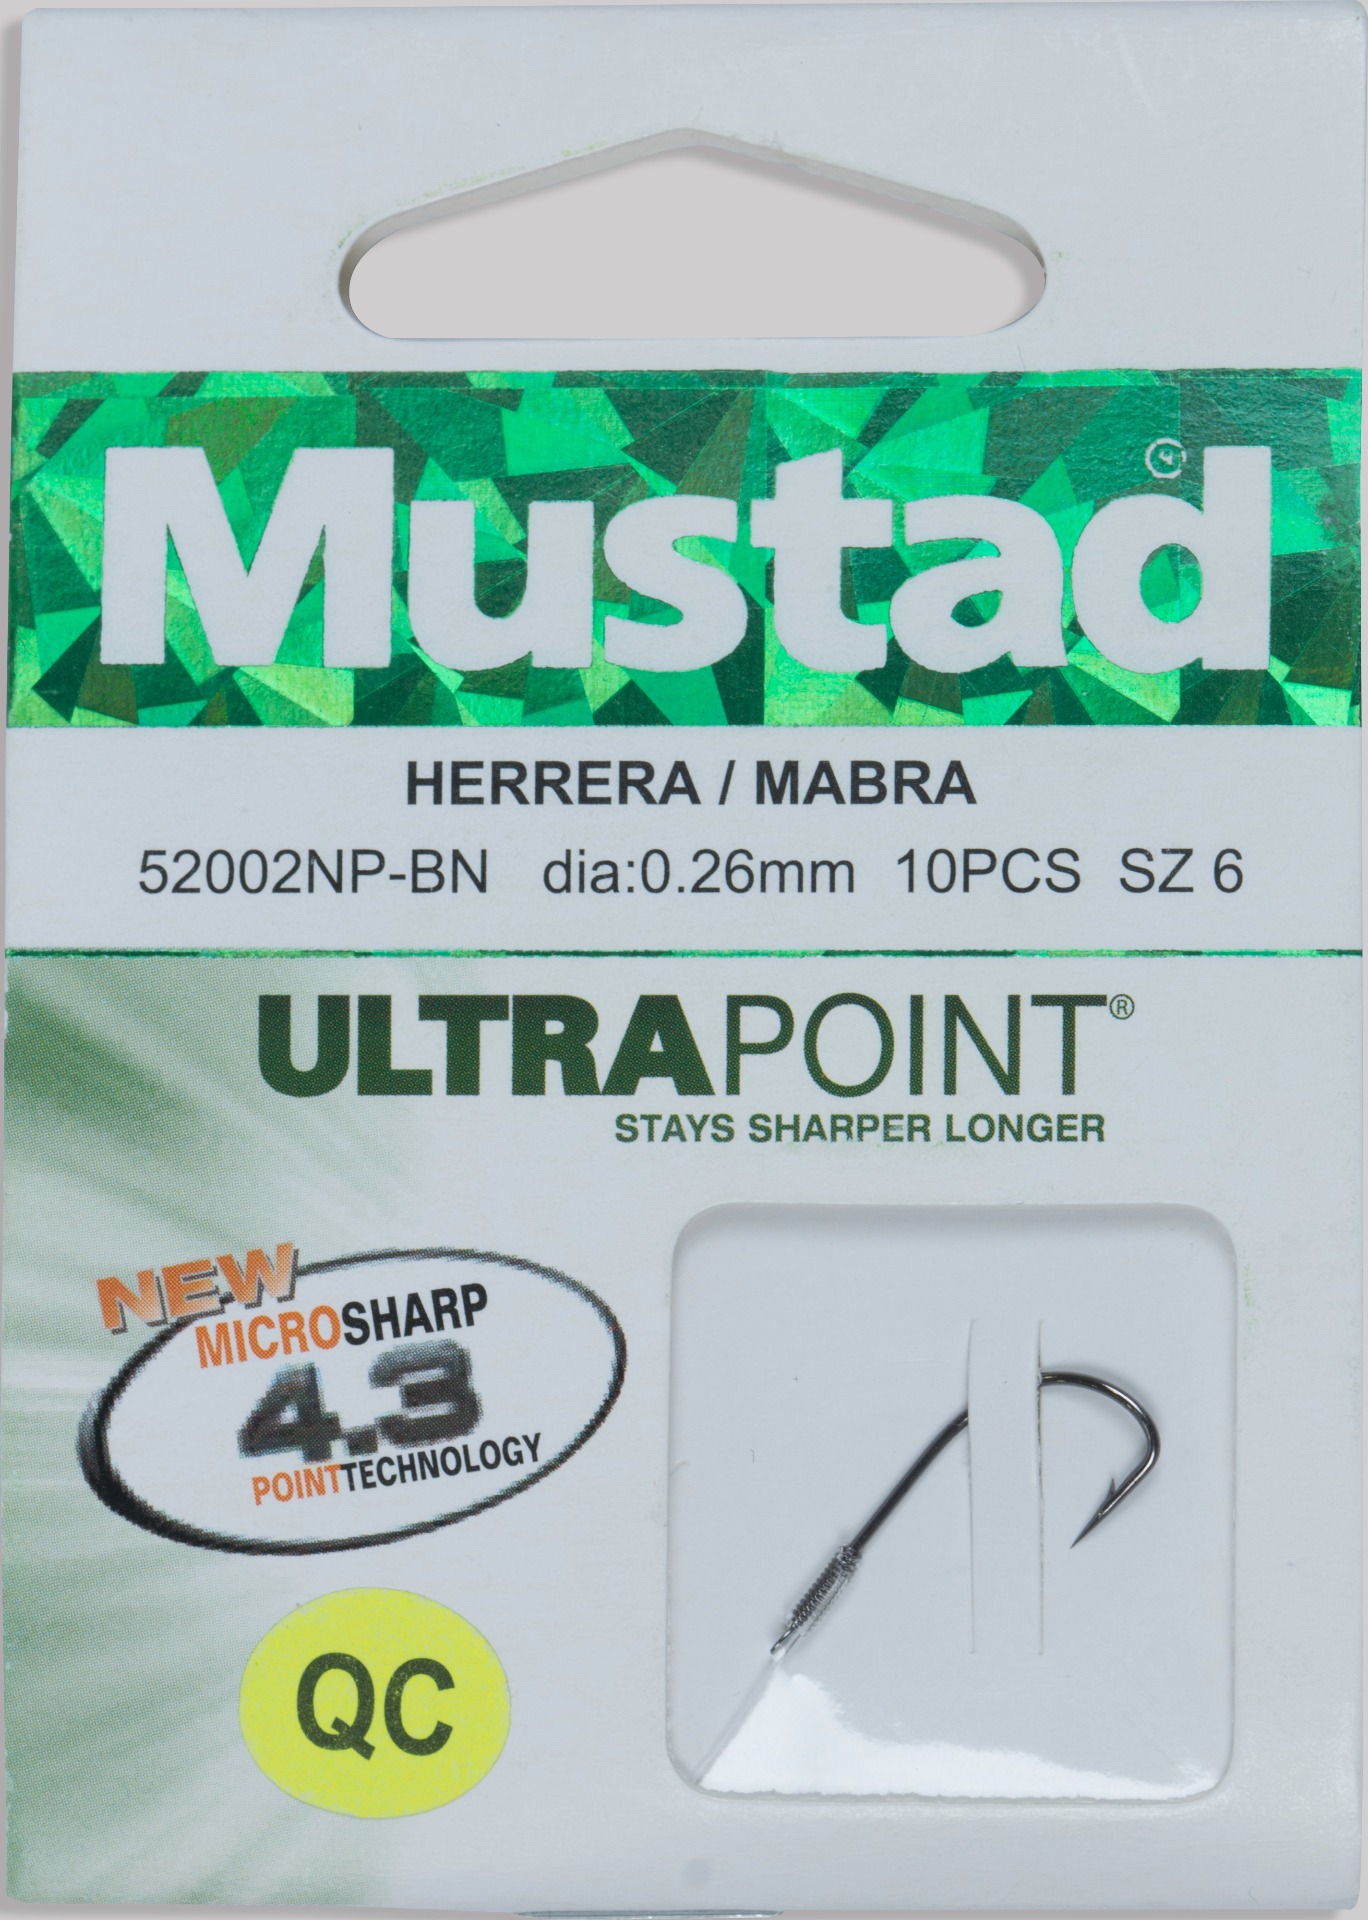 Mustad
HERRERA / MABRA
52002NP-BN dia:0.26mm 10PCS SZ 6
ULTRAPOINT®
STAYS SHARPER LONGER
NEW
MICROSHARP
4.3
POINTTECHNOLOGY
QC